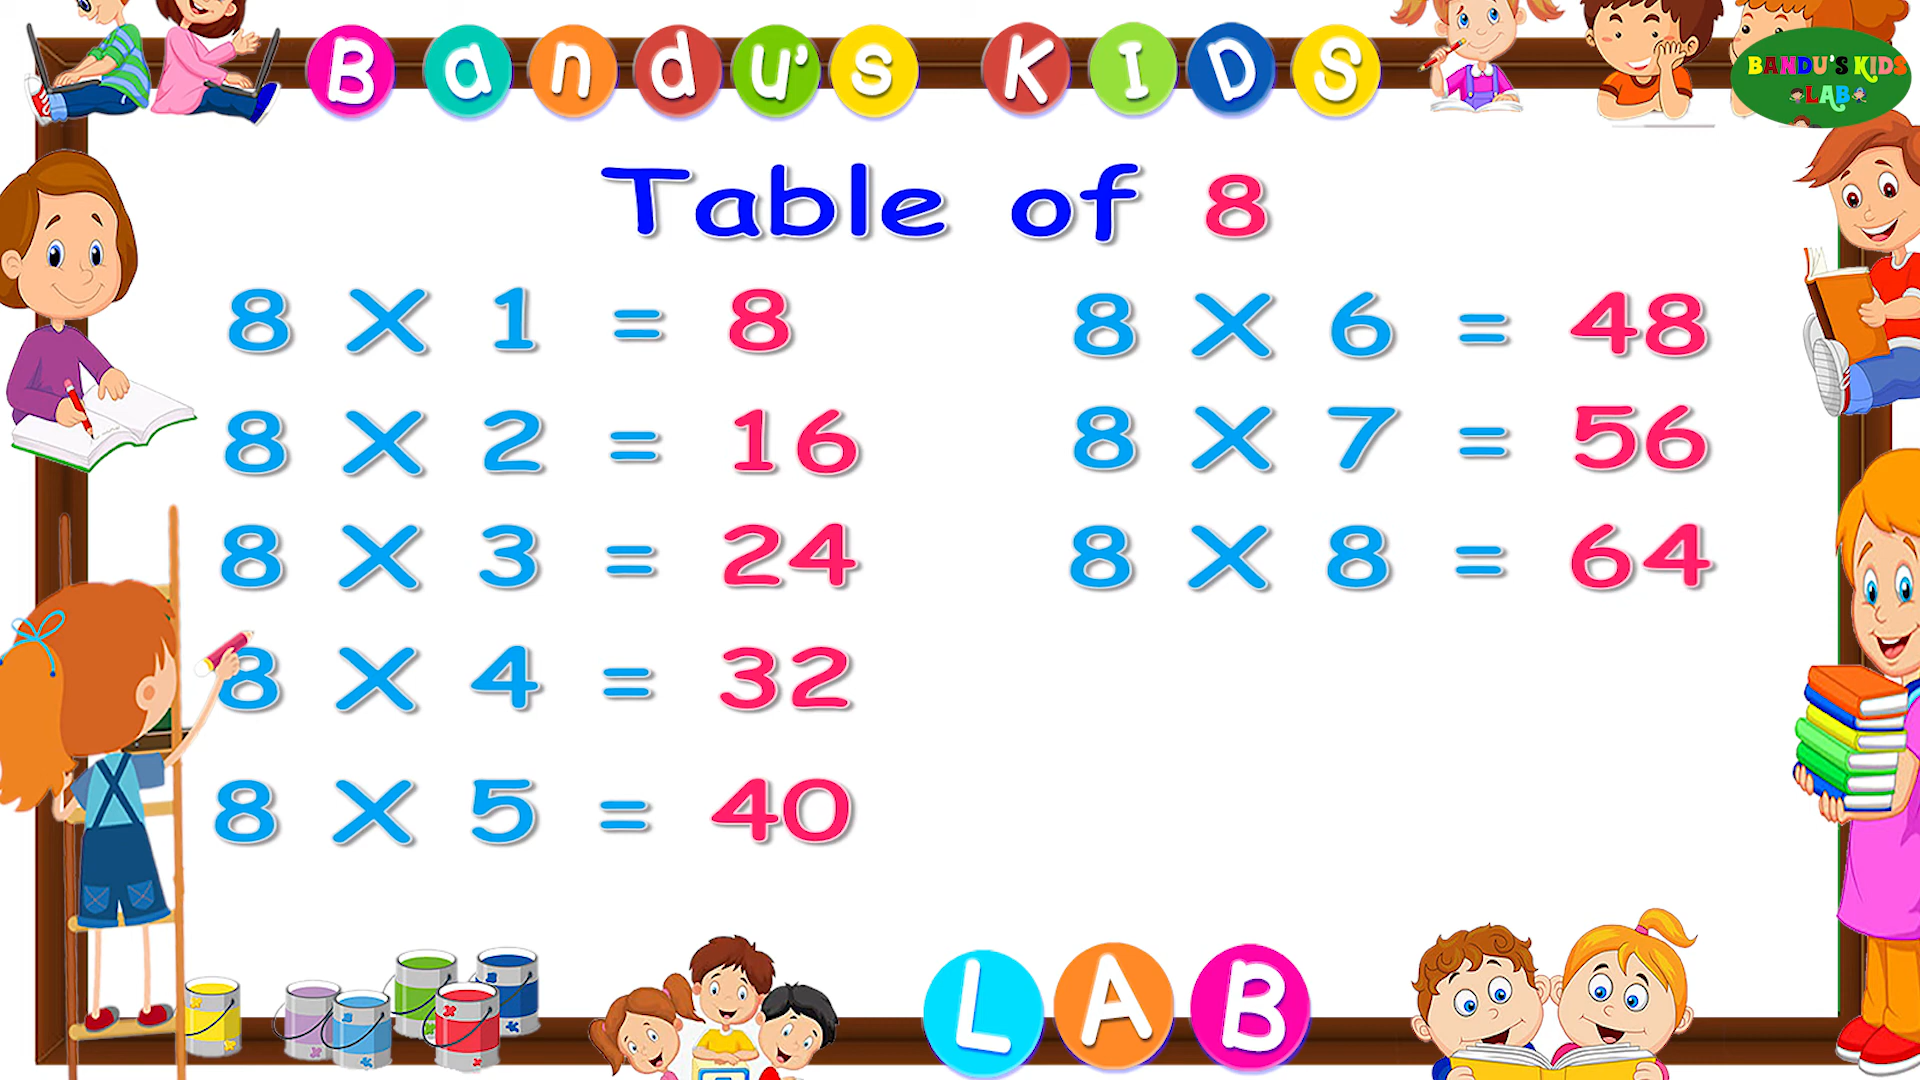 Bandu's KIDS
BANDU'S KIDS
LAB
Table of 8
8 X 1 = 8
8 X 2 = 16
8 X 3 = 24
8 X 4 = 32
8 X 5 = 40
8 X 6 = 48
8 X 7 = 56
8 X 8 = 64
LAB